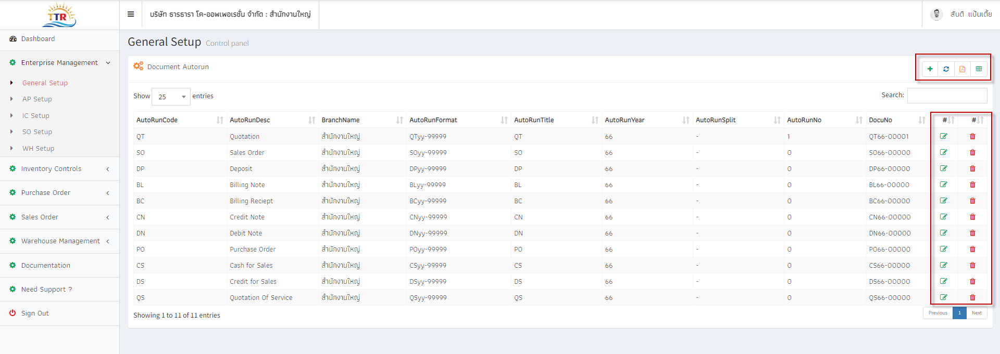 TTR
บริษัท ธารธารา โค-ออพเพอเรชั่น จำกัด : สำนักงานใหญ่
สันติ แป้นเตี้ย
Dashboard
Enterprise Management
General Setup
AP Setup
IC Setup
SO Setup
WH Setup
Inventory Controls
Purchase Order
Sales Order
Warehouse Management
Documentation
Need Support ?
Sign Out
General Setup Control panel
Document Autorun
Show 25 entries
Search:
AutoRunCode AutoRunDesc BranchName AutoRunFormat AutoRunTitle AutoRunYear AutoRunSplit AutoRunNo DocuNo # #
QT Quotation สำนักงานใหญ่ QTyy-99999 QT 66 - 1 QT66-00001
SO Sales Order สำนักงานใหญ่ SOyy-99999 SO 66 - 0 SO66-00000
DP Deposit สำนักงานใหญ่ DPyy-99999 DP 66 - 0 DP66-00000
BL Billing Note สำนักงานใหญ่ BLyy-99999 BL 66 - 0 BL66-00000
BC Billing Reciept สำนักงานใหญ่ BCyy-99999 BC 66 - 0 BC66-00000
CN Credit Note สำนักงานใหญ่ CNyy-99999 CN 66 - 0 CN66-00000
DN Debit Note สำนักงานใหญ่ DNyy-99999 DN 66 - 0 DN66-00000
PO Purchase Order สำนักงานใหญ่ POyy-99999 PO 66 - 0 PO66-00000
CS Cash for Sales สำนักงานใหญ่ CSyy-99999 CS 66 - 0 CS66-00000
DS Credit for Sales สำนักงานใหญ่ DSyy-99999 DS 66 - 0 DS66-00000
QS Quotation Of Service สำนักงานใหญ่ QSyy-99999 QS 66 - 0 QS66-00000
Showing 1 to 11 of 11 entries
Previous 1 Next